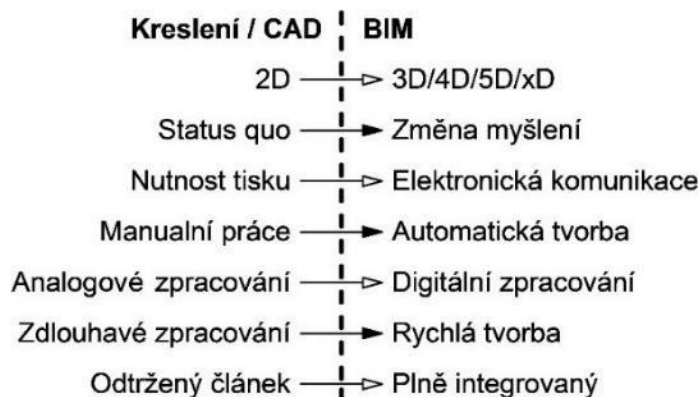 Kreslení / CAD BIM
2D 3D/4D/5D/xD
Status quo Změna myšlení
Nutnost tisku Elektronická komunikace
Manualní práce Automatická tvorba
Analogové zpracování Digitální zpracování
Zdlouhavé zpracování Rychlá tvorba
Odtržený článek Plně integrovaný